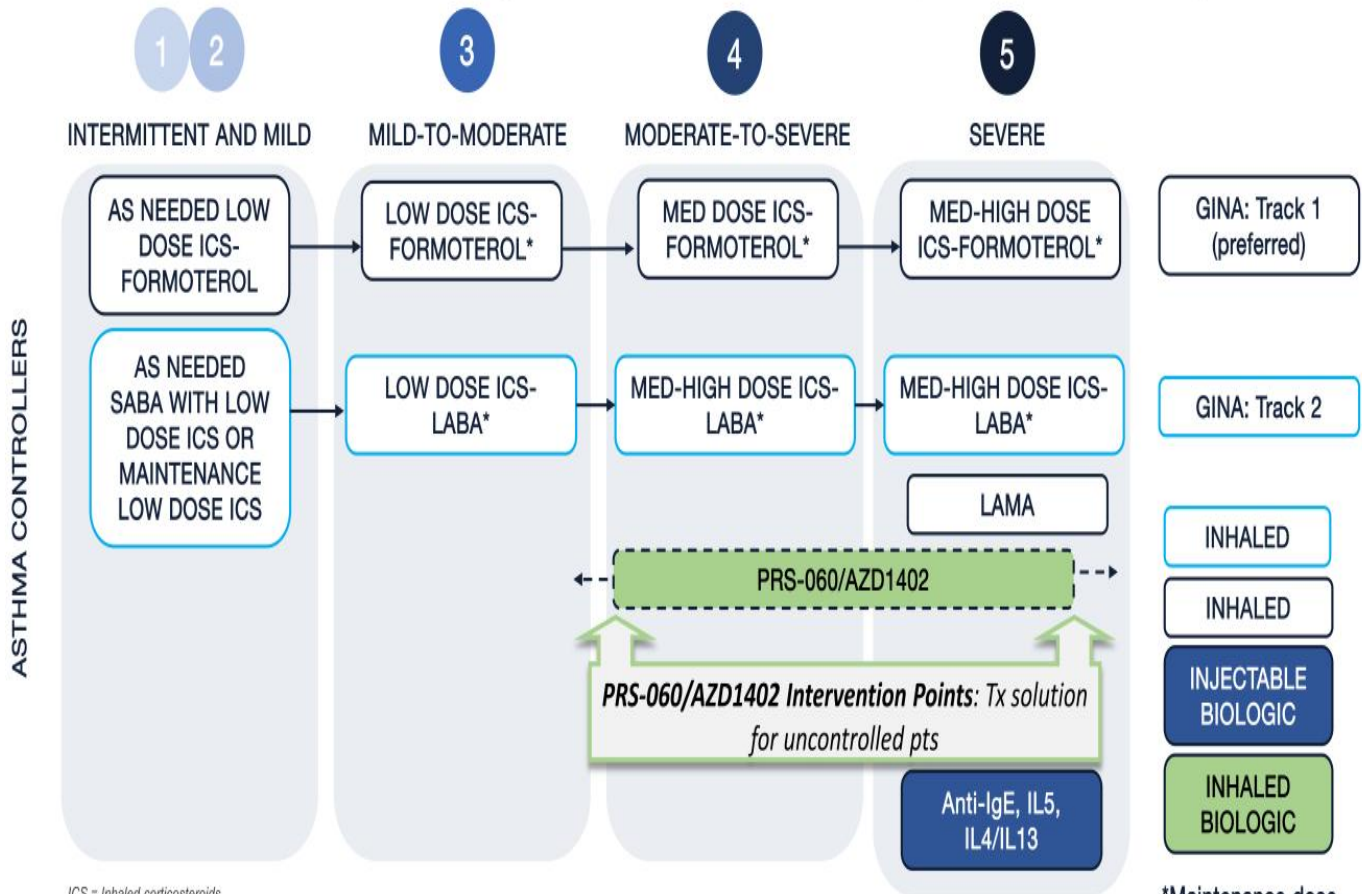 1
2
3
4
5
INTERMITTENT AND MILD
MILD-TO-MODERATE
MODERATE-TO-SEVERE
SEVERE
ASTHMA CONTROLLERS
AS NEEDED LOW
DOSE ICS-
FORMOTEROL
LOW DOSE ICS-
FORMOTEROL*
MED DOSE ICS-
FORMOTEROL*
MED-HIGH DOSE
ICS-FORMOTEROL*
GINA: Track 1
(preferred)
AS NEEDED
SABA WITH LOW
DOSE ICS OR
MAINTENANCE
LOW DOSE ICS
LOW DOSE ICS-
LABA*
MED-HIGH DOSE ICS-
LABA*
MED-HIGH DOSE ICS-
LABA*
GINA: Track 2
LAMA
PRS-060/AZD1402
PRS-060/AZD1402 Intervention Points: Tx solution
for uncontrolled pts
Anti-IgE, IL5,
IL4/IL13
INHALED
INHALED
INJECTABLE
BIOLOGIC
INHALED
BIOLOGIC
ICS = Inhaled corticosteroids
*Maintenance dose